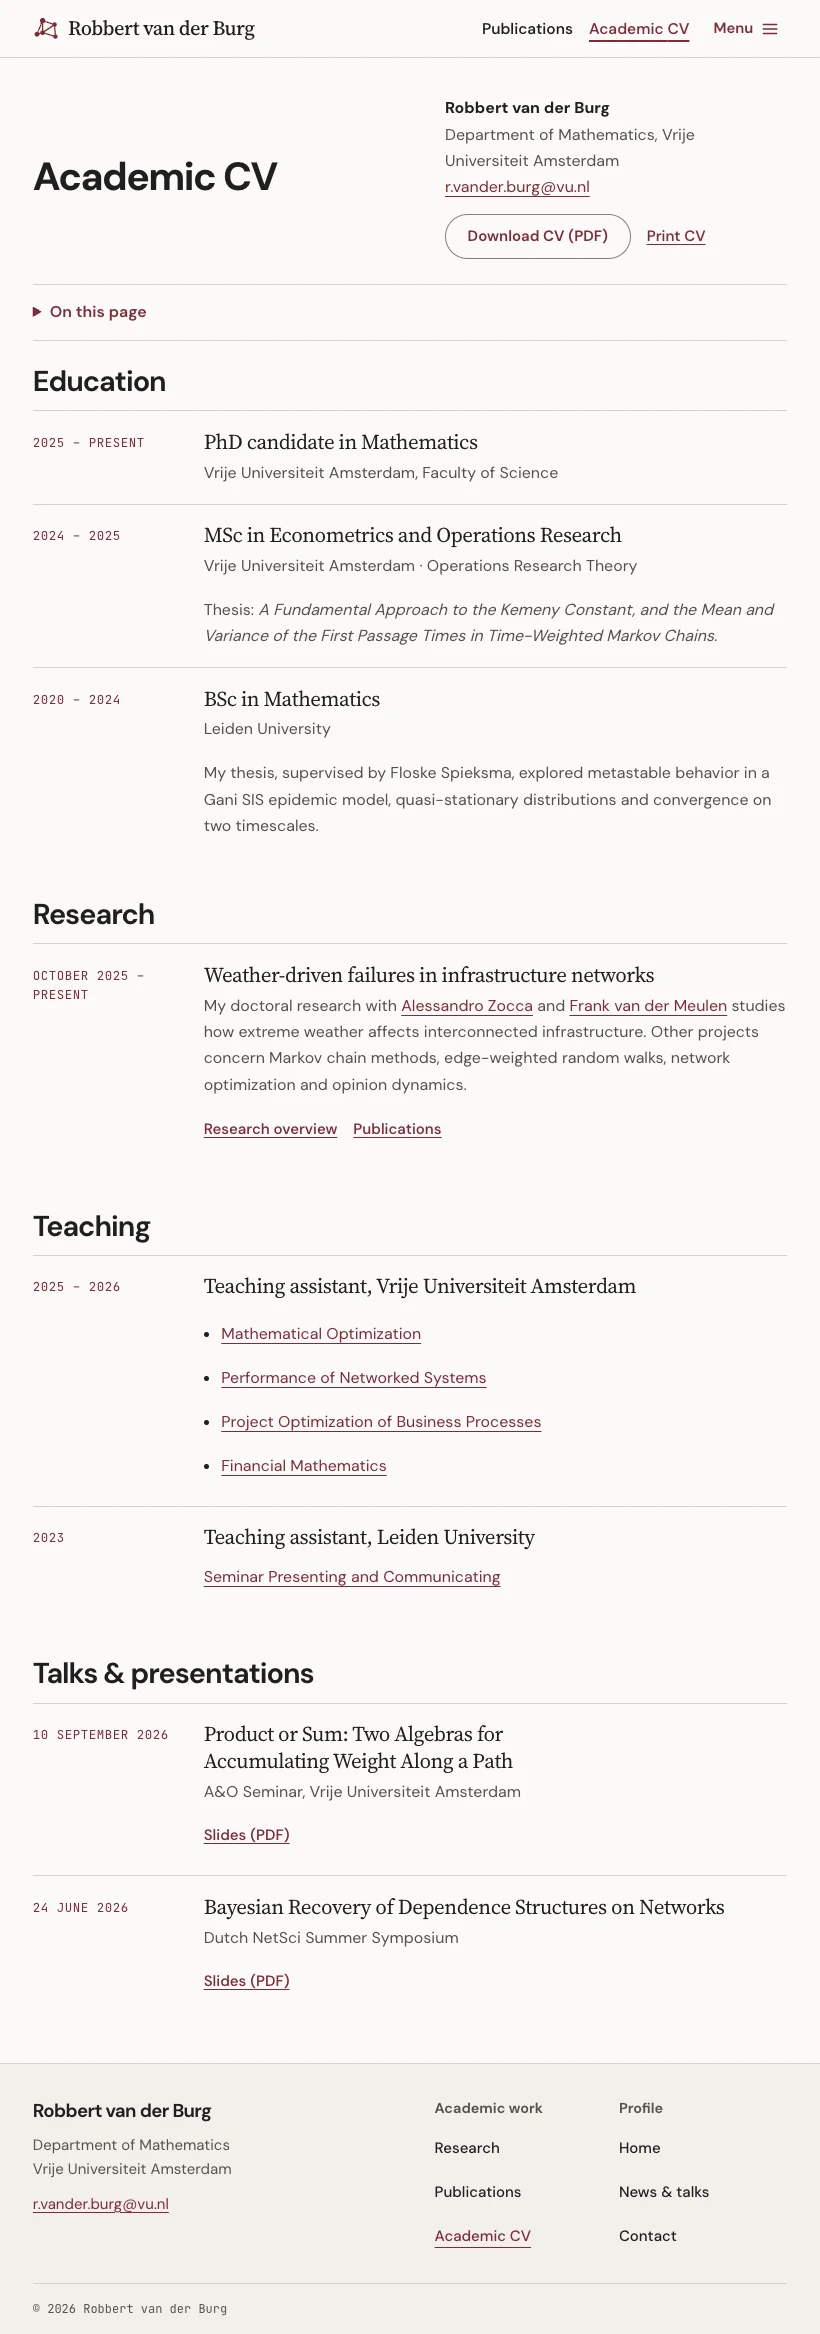 Robbert van der Burg
Publications Academic CV Menu
Academic CV
Robbert van der Burg
Department of Mathematics, Vrije
Universiteit Amsterdam
r.vander.burg@vu.nl
Download CV (PDF) Print CV
On this page
Education
2025 – PRESENT
PhD candidate in Mathematics
Vrije Universiteit Amsterdam, Faculty of Science
2024 – 2025
MSc in Econometrics and Operations Research
Vrije Universiteit Amsterdam · Operations Research Theory
Thesis: A Fundamental Approach to the Kemeny Constant, and the Mean and
Variance of the First Passage Times in Time-Weighted Markov Chains.
2020 – 2024
BSc in Mathematics
Leiden University
My thesis, supervised by Floske Spieksma, explored metastable behavior in a
Gani SIS epidemic model, quasi-stationary distributions and convergence on
two timescales.
Research
OCTOBER 2025 –
PRESENT
Weather-driven failures in infrastructure networks
My doctoral research with Alessandro Zocca and Frank van der Meulen studies
how extreme weather affects interconnected infrastructure. Other projects
concern Markov chain methods, edge-weighted random walks, network
optimization and opinion dynamics.
Research overview Publications
Teaching
2025 – 2026
Teaching assistant, Vrije Universiteit Amsterdam
Mathematical Optimization
Performance of Networked Systems
Project Optimization of Business Processes
Financial Mathematics
2023
Teaching assistant, Leiden University
Seminar Presenting and Communicating
Talks & presentations
10 SEPTEMBER 2026
Product or Sum: Two Algebras for
Accumulating Weight Along a Path
A&O Seminar, Vrije Universiteit Amsterdam
Slides (PDF)
24 JUNE 2026
Bayesian Recovery of Dependence Structures on Networks
Dutch NetSci Summer Symposium
Slides (PDF)
Robbert van der Burg
Department of Mathematics
Vrije Universiteit Amsterdam
r.vander.burg@vu.nl
Academic work
Research
Publications
Academic CV
Profile
Home
News & talks
Contact
© 2026 Robbert van der Burg